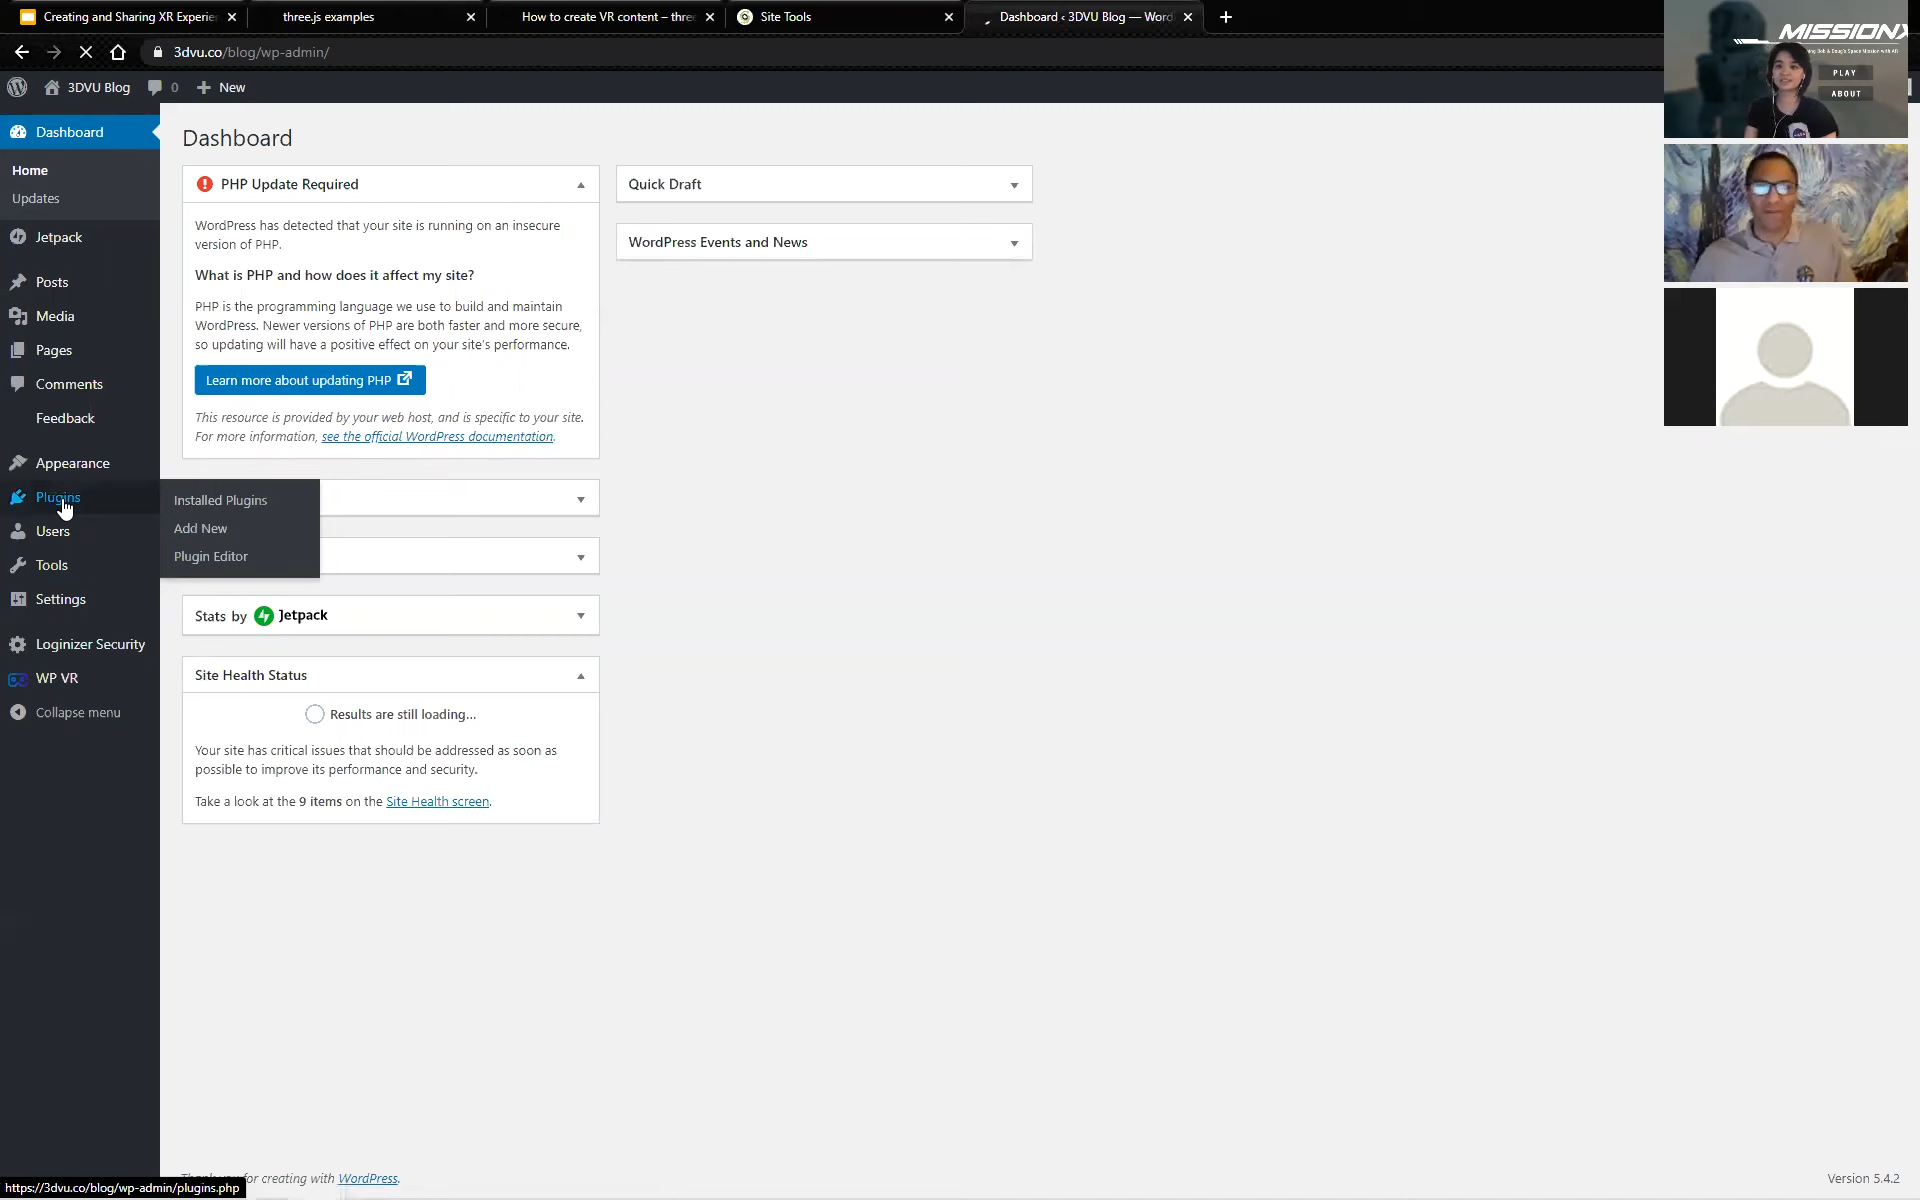 Creating and Sharing XR Experie
three.js examples
How to create VR content – thre
Site Tools
Dashboard ‹ 3DVU Blog — Word
3dvu.co/blog/wp-admin/
3DVU Blog
0
New
MISSIONX
Bob & Doug's Space Mission with AR
PLAY
ABOUT
Dashboard
Home
Updates
Jetpack
Posts
Media
Pages
Comments
Feedback
Appearance
Plugins
Users
Tools
Settings
Loginizer Security
WP VR
Collapse menu
Installed Plugins
Add New
Plugin Editor
Dashboard
PHP Update Required
WordPress has detected that your site is running on an insecure
version of PHP.
What is PHP and how does it affect my site?
PHP is the programming language we use to build and maintain
WordPress. Newer versions of PHP are both faster and more secure,
so updating will have a positive effect on your site's performance.
Learn more about updating PHP
This resource is provided by your web host, and is specific to your site.
For more information, see the official WordPress documentation.
Stats by Jetpack
Site Health Status
Results are still loading...
Your site has critical issues that should be addressed as soon as
possible to improve its performance and security.
Take a look at the 9 items on the Site Health screen.
Quick Draft
WordPress Events and News
for creating with WordPress.
Version 5.4.2
https://3dvu.co/blog/wp-admin/plugins.php